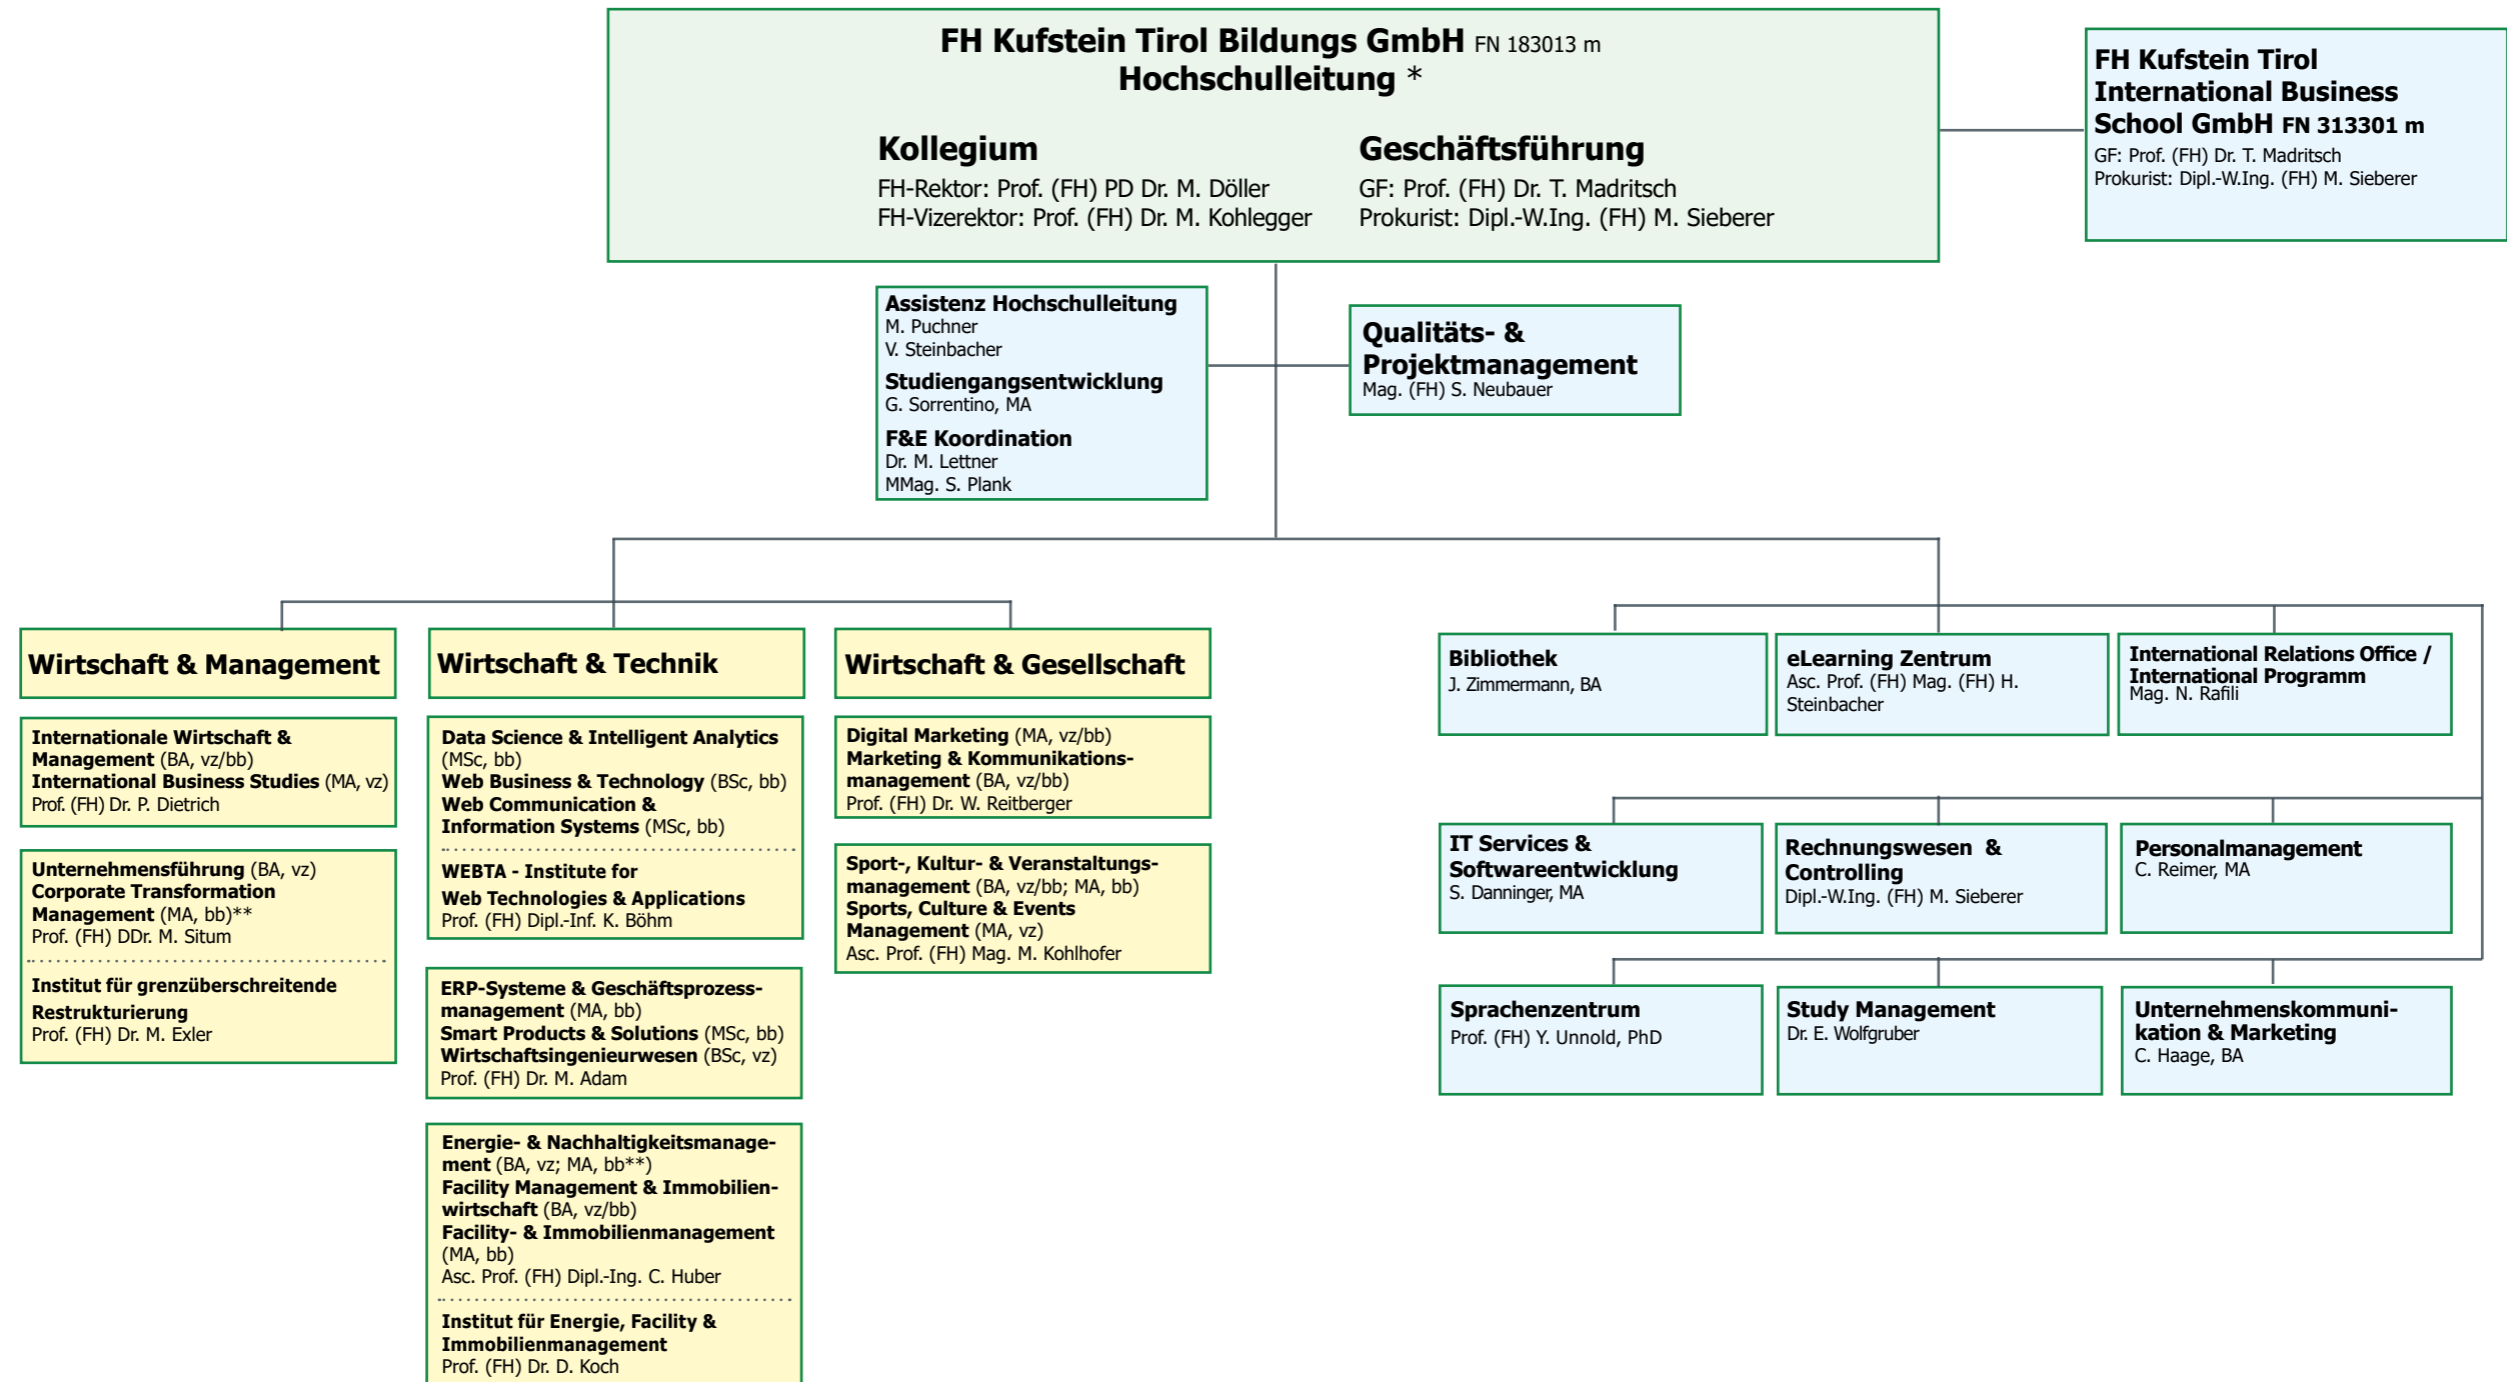 FH Kufstein Tirol Bildungs GmbH FN 183013 m
Hochschulleitung *
Kollegium
FH-Rektor: Prof. (FH) PD Dr. M. Döller
FH-Vizerektor: Prof. (FH) Dr. M. Kohlegger
Geschäftsführung
GF: Prof. (FH) Dr. T. Madritsch
Prokurist: Dipl.-W.Ing. (FH) M. Sieberer
FH Kufstein Tirol
International Business
School GmbH FN 313301 m
GF: Prof. (FH) Dr. T. Madritsch
Prokurist: Dipl.-W.Ing. (FH) M. Sieberer
Assistenz Hochschulleitung
M. Puchner
V. Steinbacher
Studiengangsentwicklung
G. Sorrentino, MA
F&E Koordination
Dr. M. Lettner
MMag. S. Plank
Qualitäts- &
Projektmanagement
Mag. (FH) S. Neubauer
Wirtschaft & Management
Internationale Wirtschaft &
Management (BA, vz/bb)
International Business Studies (MA, vz)
Prof. (FH) Dr. P. Dietrich
Unternehmensführung (BA, vz)
Corporate Transformation
Management (MA, bb)**
Prof. (FH) DDr. M. Situm
Institut für grenzüberschreitende
Restrukturierung
Prof. (FH) Dr. M. Exler
Wirtschaft & Technik
Data Science & Intelligent Analytics
(MSc, bb)
Web Business & Technology (BSc, bb)
Web Communication &
Information Systems (MSc, bb)
WEBTA - Institute for
Web Technologies & Applications
Prof. (FH) Dipl.-Inf. K. Böhm
ERP-Systeme & Geschäftsprozess-
management (MA, bb)
Smart Products & Solutions (MSc, bb)
Wirtschaftsingenieurwesen (BSc, vz)
Prof. (FH) Dr. M. Adam
Energie- & Nachhaltigkeitsmanage-
ment (BA, vz; MA, bb**)
Facility Management & Immobilien-
wirtschaft (BA, vz/bb)
Facility- & Immobilienmanagement
(MA, bb)
Asc. Prof. (FH) Dipl.-Ing. C. Huber
Institut für Energie, Facility &
Immobilienmanagement
Prof. (FH) Dr. D. Koch
Wirtschaft & Gesellschaft
Digital Marketing (MA, vz/bb)
Marketing & Kommunikations-
management (BA, vz/bb)
Prof. (FH) Dr. W. Reitberger
Sport-, Kultur- & Veranstaltungs-
management (BA, vz/bb; MA, bb)
Sports, Culture & Events
Management (MA, vz)
Asc. Prof. (FH) Mag. M. Kohlhofer
Bibliothek
J. Zimmermann, BA
eLearning Zentrum
Asc. Prof. (FH) Mag. (FH) H.
Steinbacher
International Relations Office /
International Programm
Mag. N. Rafili
IT Services &
Softwareentwicklung
S. Danninger, MA
Rechnungswesen &
Controlling
Dipl.-W.Ing. (FH) M. Sieberer
Personalmanagement
C. Reimer, MA
Sprachenzentrum
Prof. (FH) Y. Unnold, PhD
Study Management
Dr. E. Wolfgruber
Unternehmenskommuni-
kation & Marketing
C. Haage, BA